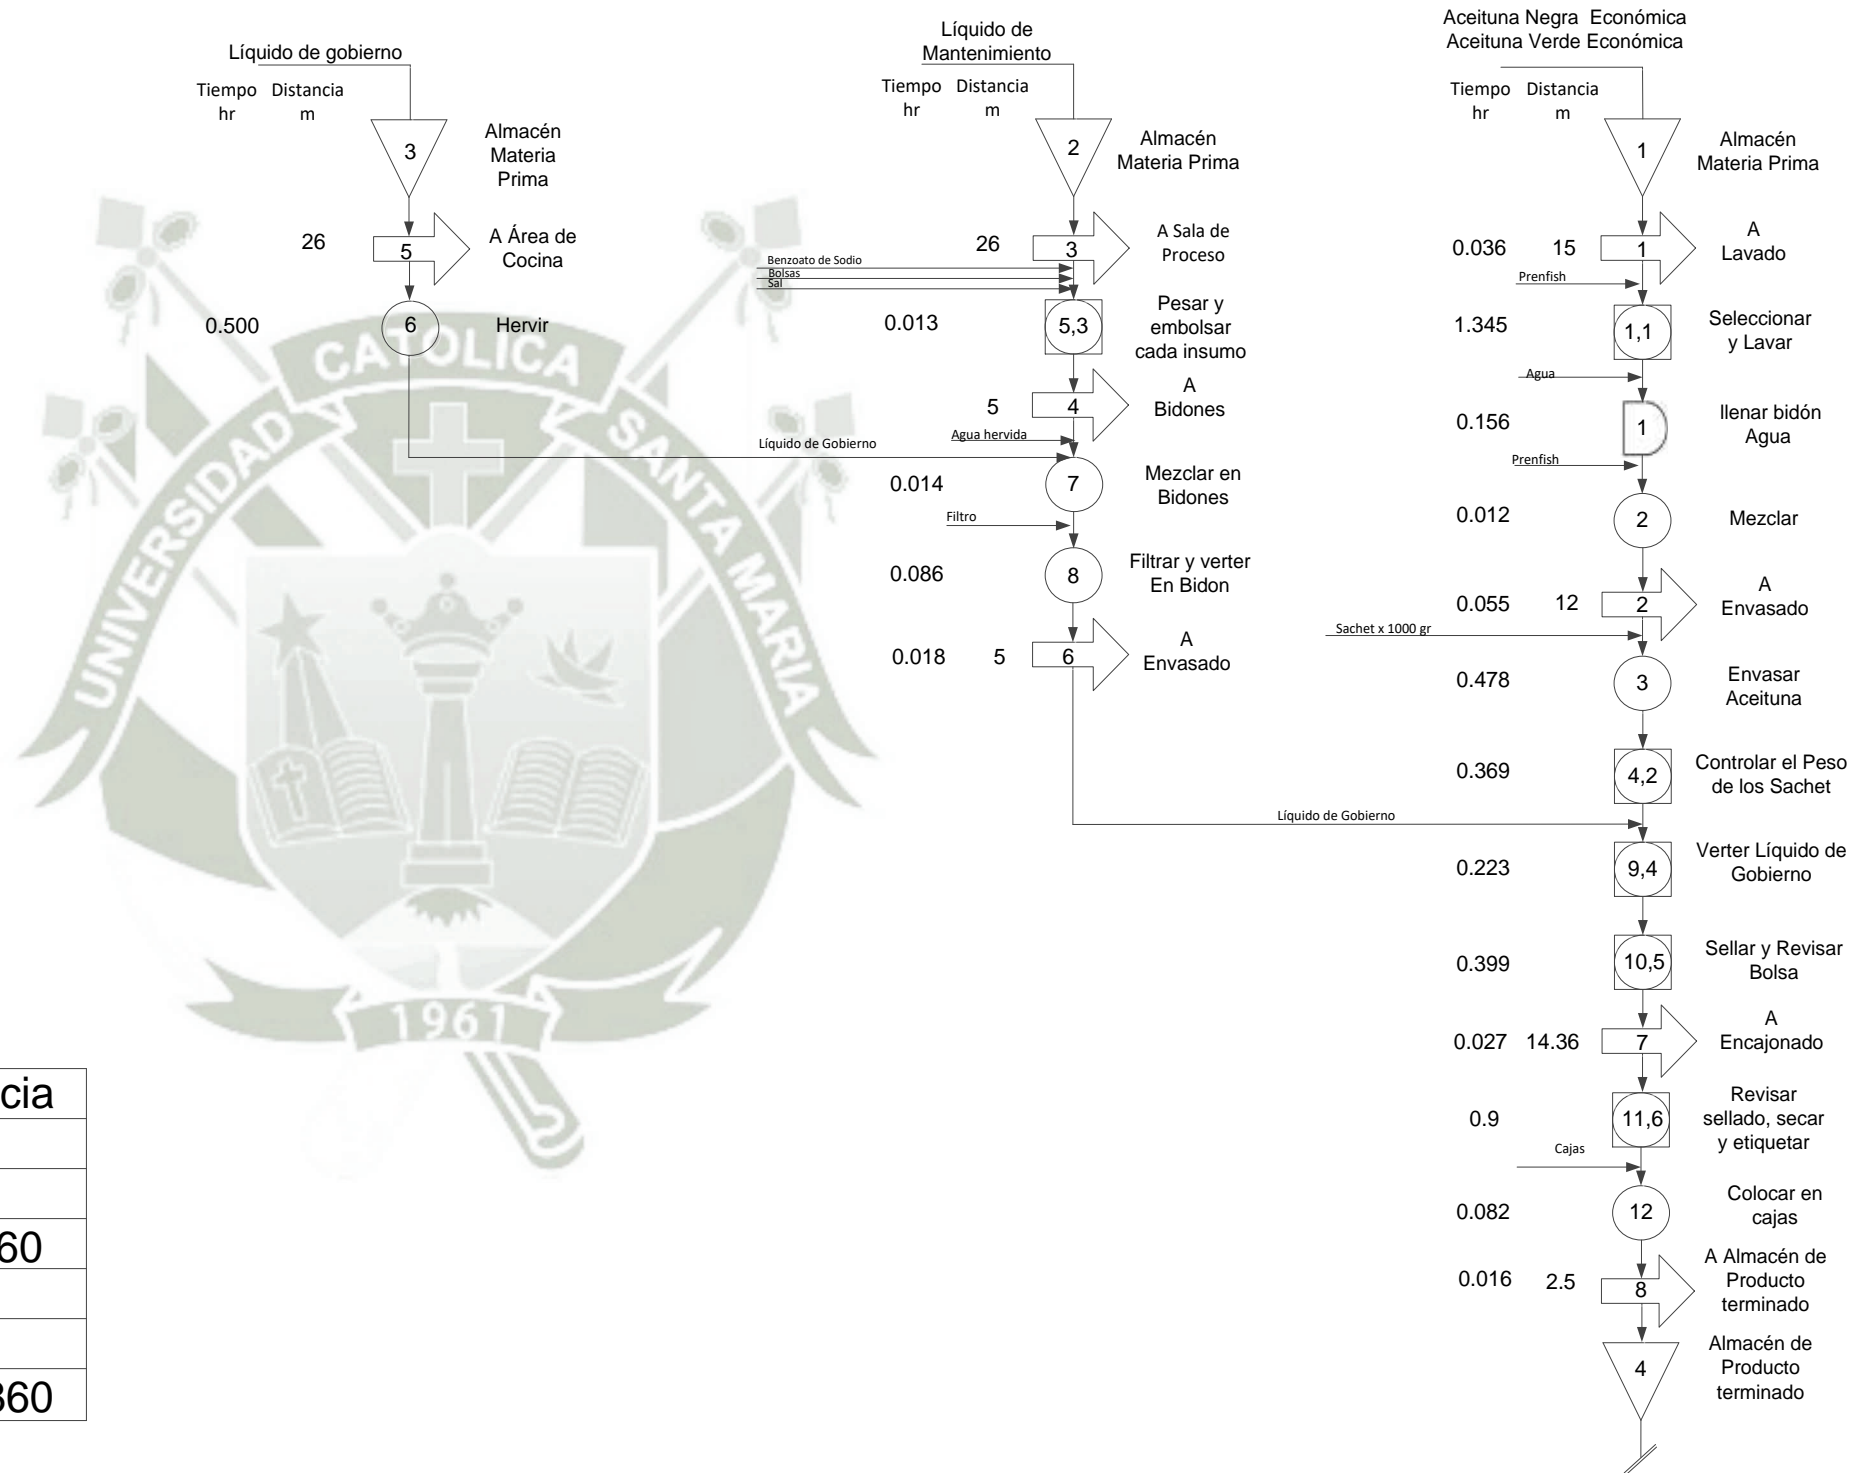 Líquido de gobierno
Tiempo Distancia
hr m
3
Almacén
Materia
Prima
26
5
A Área de
Cocina
0.500
6
Hervir
Líquido de Gobierno
Líquido de
Mantenimiento
Tiempo Distancia
hr m
2
Almacén
Materia Prima
26
3
A Sala de
Proceso
Benzoato de Sodio
Bolsas
Sal
0.013
5,3
Pesar y
embolsar
cada insumo
5
4
A
Bidones
Agua hervida
0.014
7
Mezclar en
Bidones
Filtro
0.086
8
Filtrar y verter
En Bidon
0.018 5
6
A
Envasado
Líquido de Gobierno
Aceituna Negra Económica
Aceituna Verde Económica
Tiempo Distancia
hr m
1
Almacén
Materia Prima
0.036 15
1
A
Lavado
Prenfish
1.345
1,1
Seleccionar
y Lavar
Agua
0.156
1
llenar bidón
Agua
Prenfish
0.012
2
Mezclar
0.055 12
2
A
Envasado
Sachet x 1000 gr
0.478
3
Envasar
Aceituna
0.369
4,2
Controlar el Peso
de los Sachet
0.223
9,4
Verter Líquido de
Gobierno
0.399
10,5
Sellar y Revisar
Bolsa
0.027 14.36
7
A
Encajonado
0.9
11,6
Revisar
sellado, secar
y etiquetar
Cajas
0.082
12
Colocar en
cajas
0.016 2.5
8
A Almacén de
Producto
terminado
4
Almacén de
Producto
terminado
cia
60
360
UNIVERSIDAD
CATOLICA
SANTA MARIA
1961